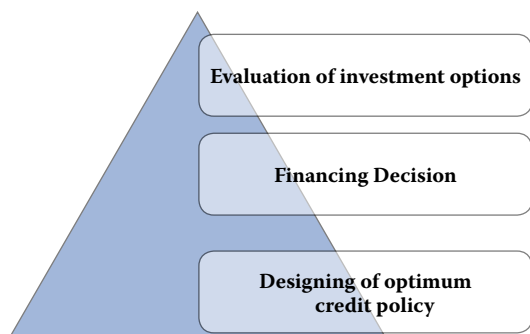 Evaluation of investment options
Financing Decision
Designing of optimum
credit policy